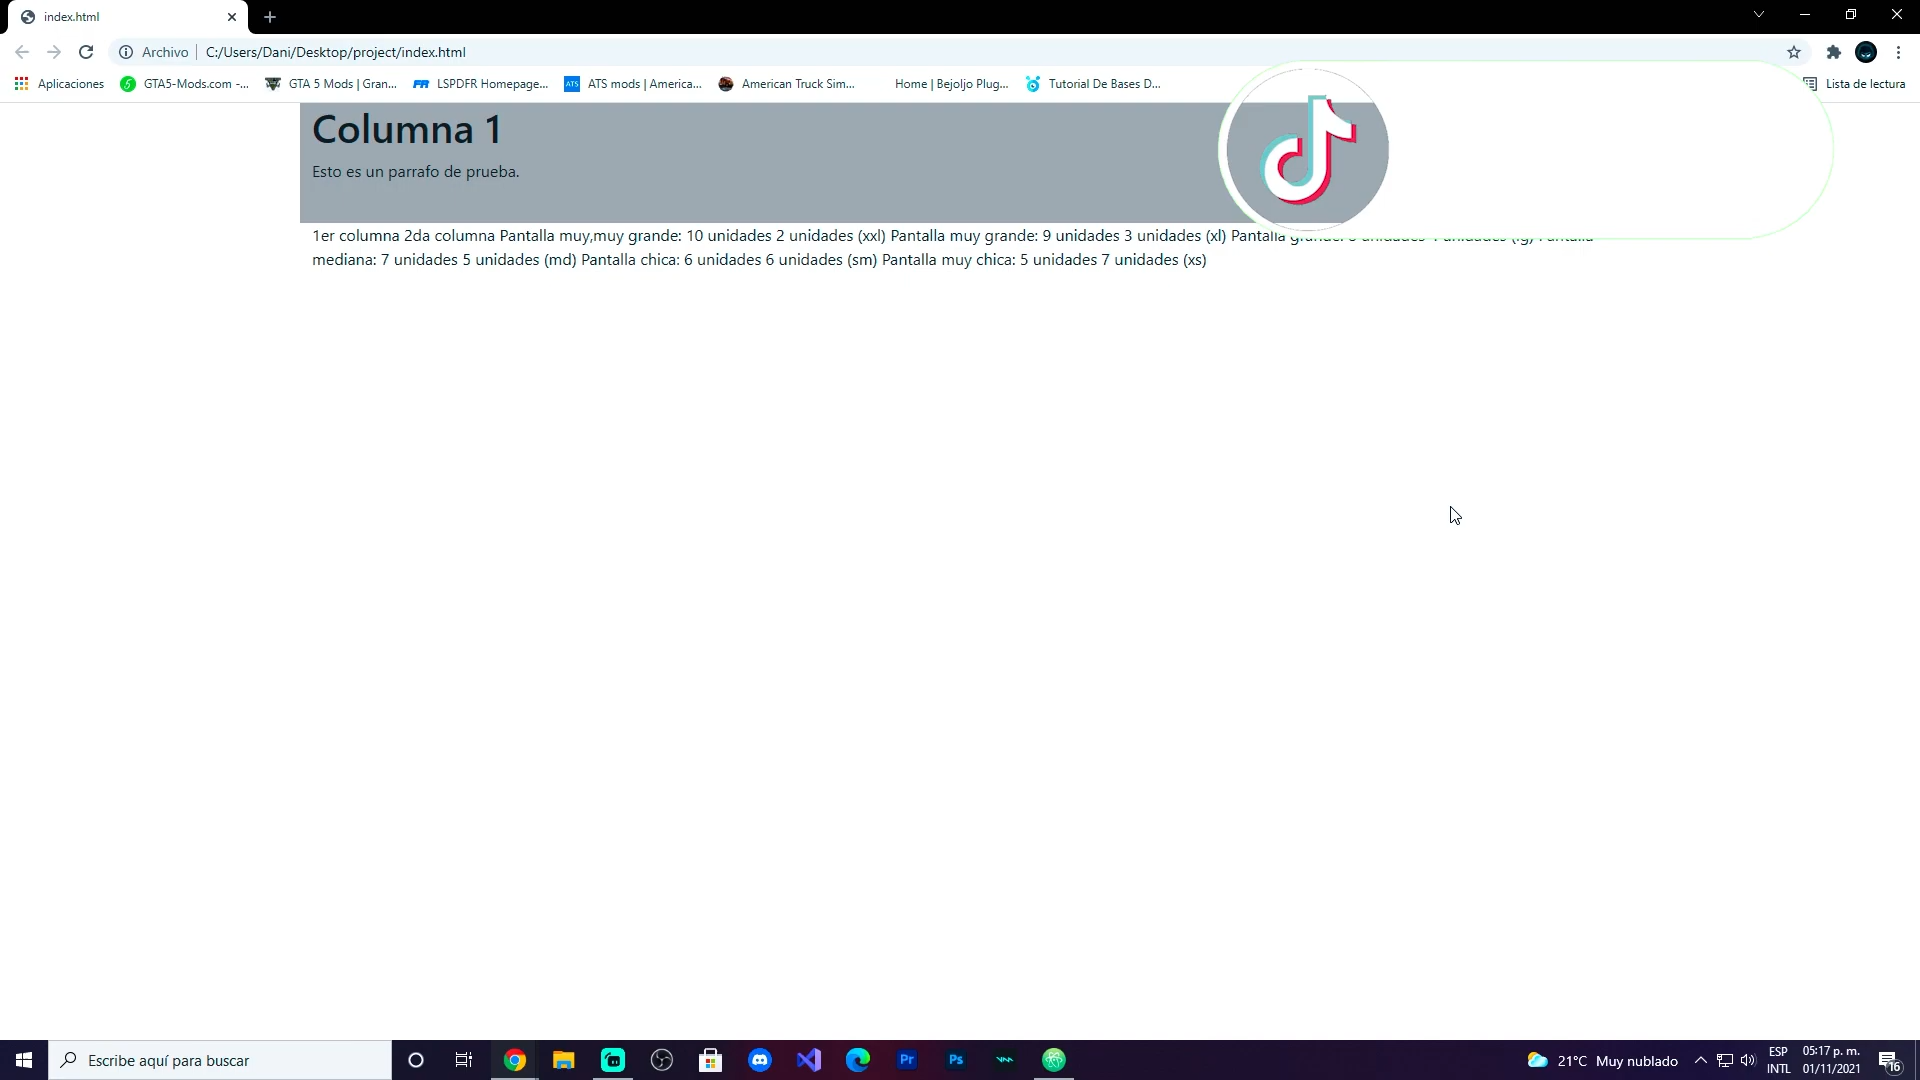 index.html
Archivo C:/Users/Dani/Desktop/project/index.html
Aplicaciones GTA5-Mods.com -... GTA 5 Mods | Gran... LSPDFR Homepage... ATS mods | America... American Truck Sim... Home | Bejoljo Plug... Tutorial De Bases D... Lista de lectura
Columna 1
Esto es un parrafo de prueba.
1er columna 2da columna Pantalla muy,muy grande: 10 unidades 2 unidades (xxl) Pantalla muy grande: 9 unidades 3 unidades (xl) Pantalla
mediana: 7 unidades 5 unidades (md) Pantalla chica: 6 unidades 6 unidades (sm) Pantalla muy chica: 5 unidades 7 unidades (xs)
Escribe aquí para buscar
Pr Ps
21°C Muy nublado
ESP 05:17 p. m.
INTL 01/11/2021
16